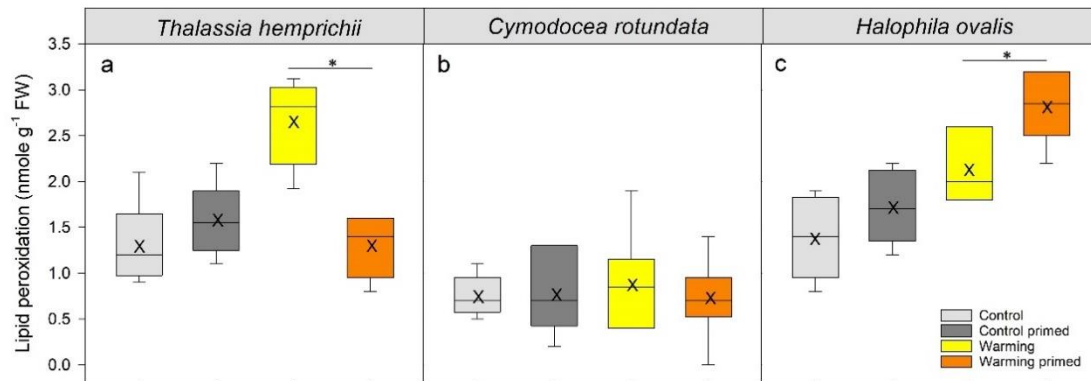 Thalassia hemprichii
Cymodocea rotundata
Halophila ovalis
Lipid peroxidation (nmole g⁻¹ FW)
3.5
3.0
2.5
2.0
1.5
1.0
0.5
0.0
a
*
X
X
X
X
b
X
X
X
X
c
*
X
X
X
X
Control
Control primed
Warming
Warming primed